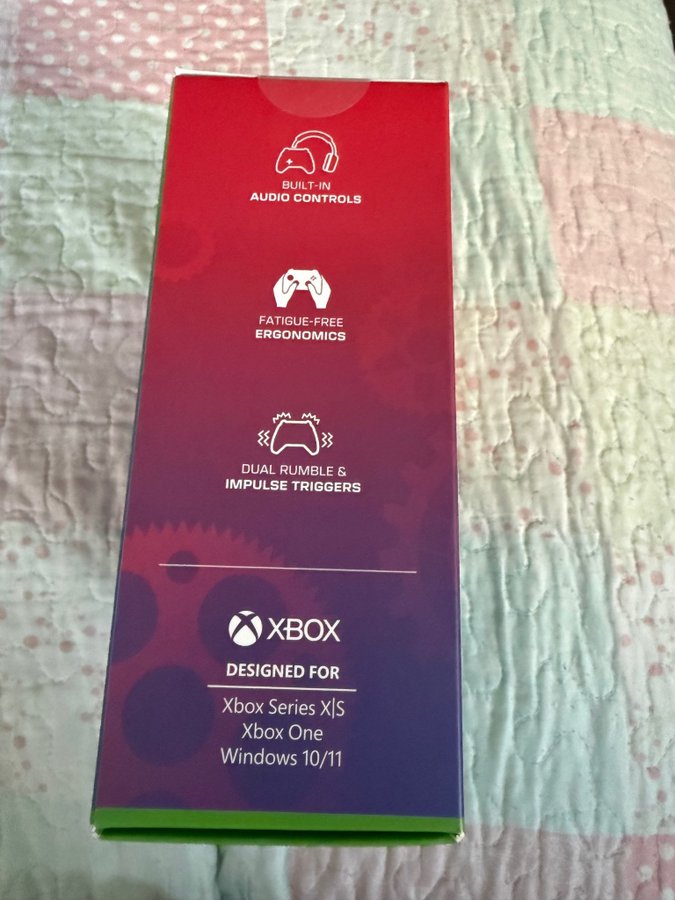 BUILT-IN
AUDIO CONTROLS
FATIGUE-FREE
ERGONOMICS
DUAL RUMBLE &
IMPULSE TRIGGERS
XBOX
DESIGNED FOR
Xbox Series X|S
Xbox One
Windows 10/11